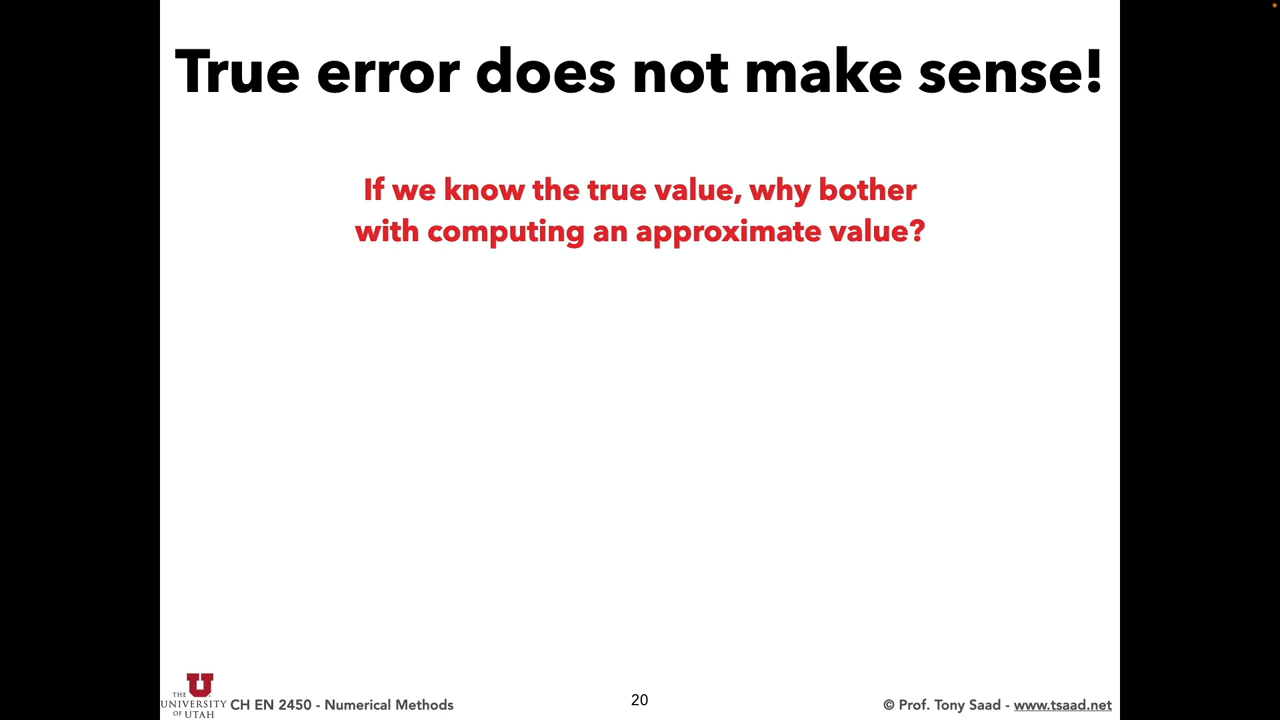 True error does not make sense!
If we know the true value, why bother
with computing an approximate value?
U
THE
UNIVERSITY
OF UTAH
CH EN 2450 - Numerical Methods
20
© Prof. Tony Saad - www.tsaad.net